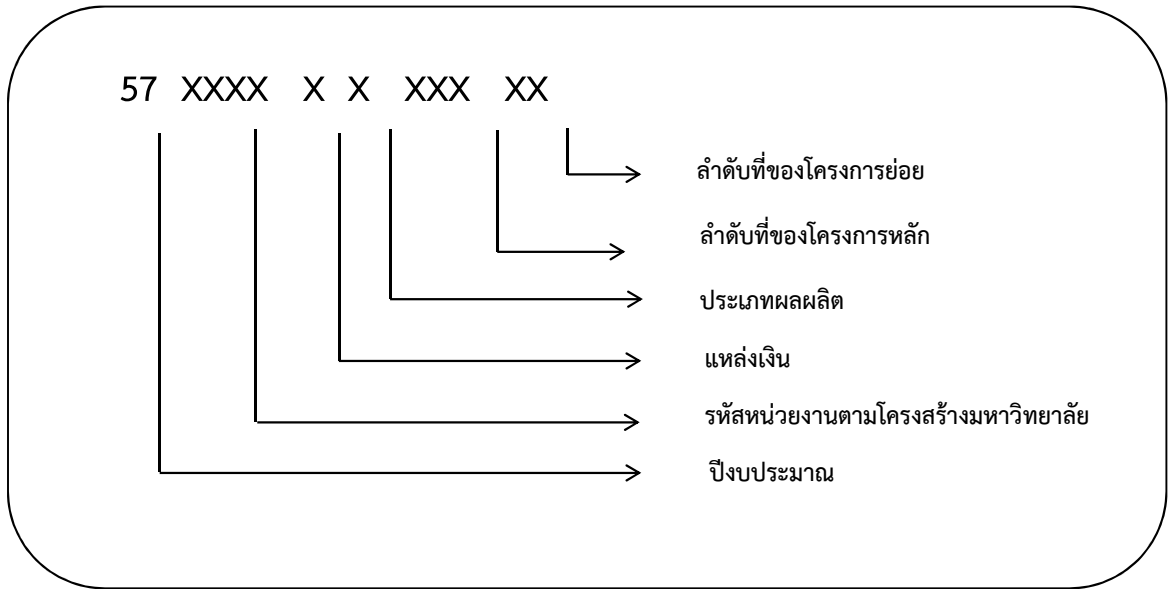 57 XXXX X X XXX XX
ลำดับที่ของโครงการย่อย
ลำดับที่ของโครงการหลัก
ประเภทผลผลิต
แหล่งเงิน
รหัสหน่วยงานตามโครงสร้างมหาวิทยาลัย
ปีงบประมาณ